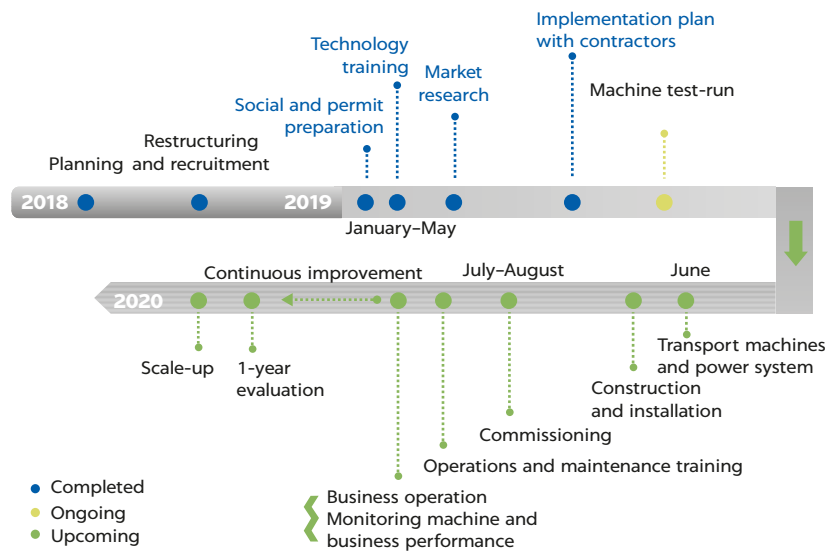 Implementation plan
with contractors
Technology
training
Market
research
Machine test-run
Social and permit
preparation
Restructuring
and recruitment
Planning
2018
2019
January–May
Continuous improvement
July–August
June
2020
Scale-up
1-year
evaluation
Transport machines
and power system
Construction
and installation
Commissioning
Operations and maintenance training
Business operation
Monitoring machine and
business performance
Completed
Ongoing
Upcoming